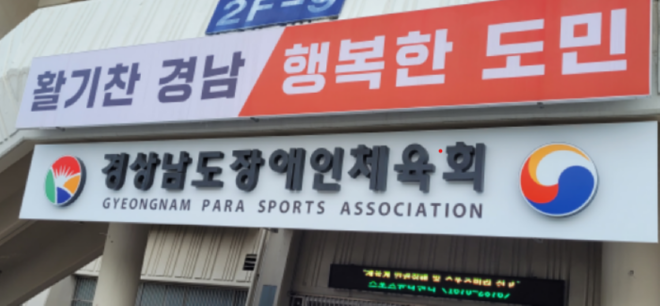 2F-9
활기찬 경남 행복한 도민
경상남도장애인체육회
GYEONGNAM PARA SPORTS ASSOCIATION